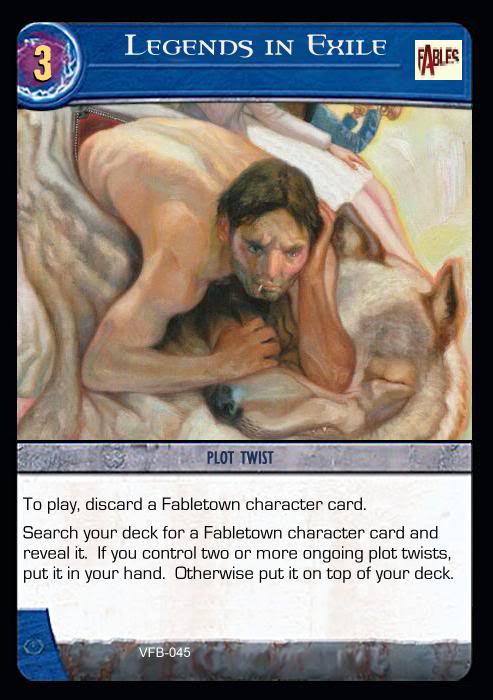 3
LEGENDS IN EXILE
FABLES
PLOT TWIST
To play, discard a Fabletown character card.
Search your deck for a Fabletown character card and
reveal it.  If you control two or more ongoing plot twists,
put it in your hand.  Otherwise put it on top of your deck.
VFB-045